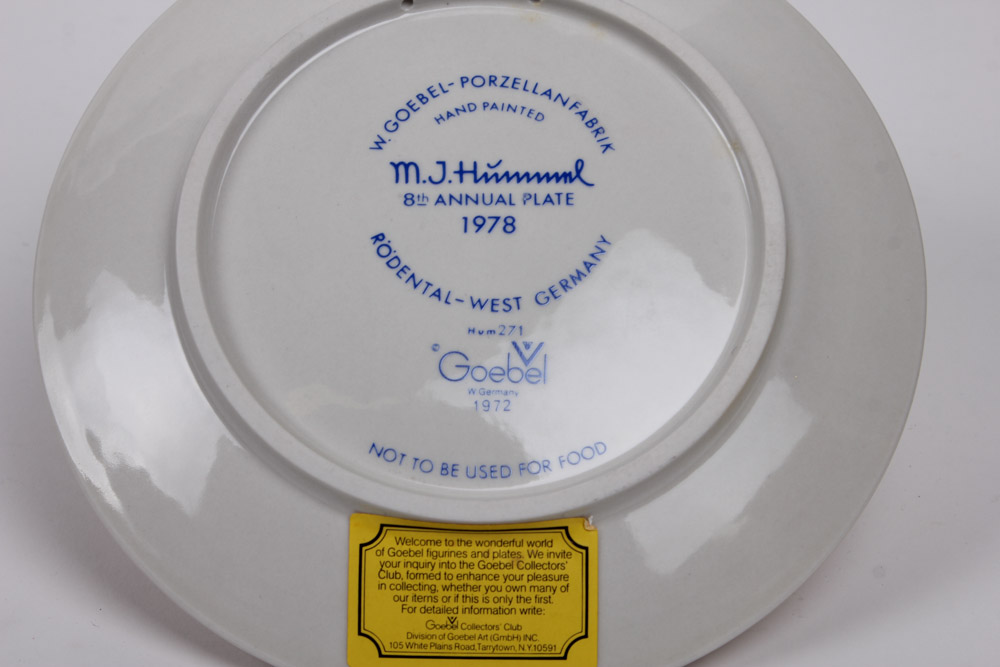 W. GOEBEL-PORZELLANFABRIK
HAND PAINTED
M.J.Hummel
8th ANNUAL PLATE
1978
RÖDENTAL-WEST GERMANY
Hum 271
© Goebel
W. Germany
1972
NOT TO BE USED FOR FOOD
Welcome to the wonderful world
of Goebel figurines and plates. We invite
your inquiry into the Goebel Collectors'
Club, formed to enhance your pleasure
in collecting, whether you own many of
our items or if this is only the first.
For detailed information write:
Goebel Collectors' Club
Division of Goebel Art (GmbH) INC.
105 White Plains Road, Tarrytown, N.Y. 10591